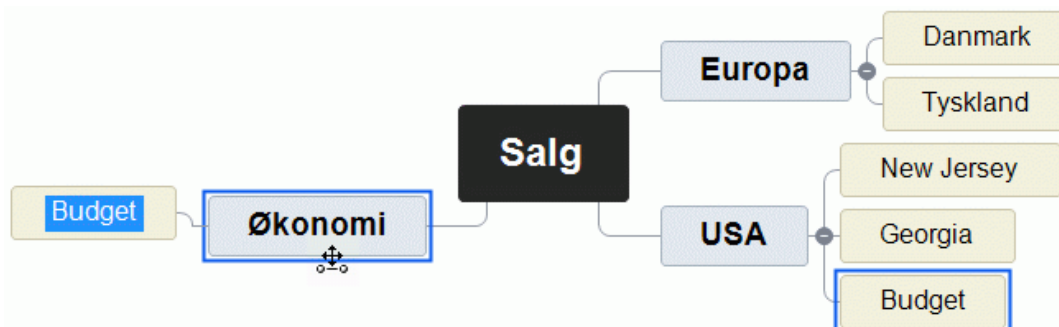 Salg
Europa
Danmark
Tyskland
USA
New Jersey
Georgia
Budget
Økonomi
Budget